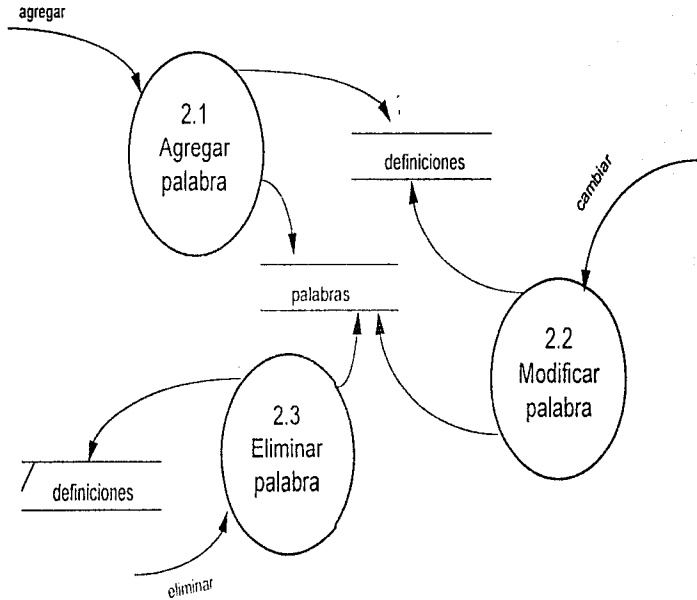 agregar
2.1
Agregar
palabra
definiciones
cambiar
palabras
2.2
Modificar
palabra
2.3
Eliminar
palabra
definiciones
eliminar